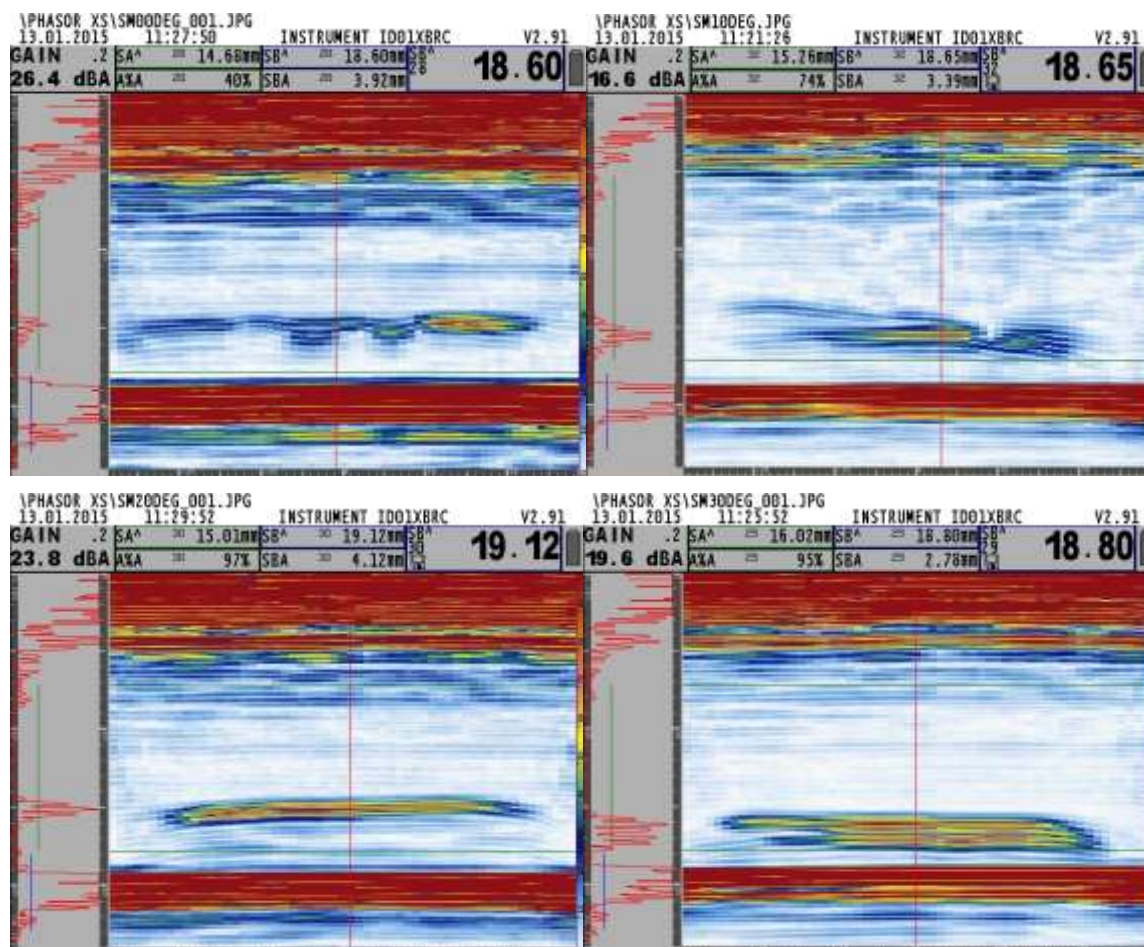 \PHASOR XS\SM00DEG_001.JPG
13.01.2015 11:27:50 INSTRUMENT ID01XBRC V2.91
GAIN .2 SA^ 14.68mm SB^ 18.60mm 18.60
26.4 dBA A%A 40% SBA 3.92mm
\PHASOR XS\SM10DEG.JPG
13.01.2015 11:21:26 INSTRUMENT ID01XBRC V2.91
GAIN .2 SA^ 15.26mm SB^ 18.65mm 18.65
16.6 dBA A%A 74% SBA 3.39mm
\PHASOR XS\SM20DEG_001.JPG
13.01.2015 11:29:52 INSTRUMENT ID01XBRC V2.91
GAIN .2 SA^ 15.01mm SB^ 19.12mm 19.12
23.8 dBA A%A 97% SBA 4.12mm
\PHASOR XS\SM30DEG_001.JPG
13.01.2015 11:25:52 INSTRUMENT ID01XBRC V2.91
GAIN .2 SA^ 16.02mm SB^ 18.80mm 18.80
19.6 dBA A%A 95% SBA 2.78mm